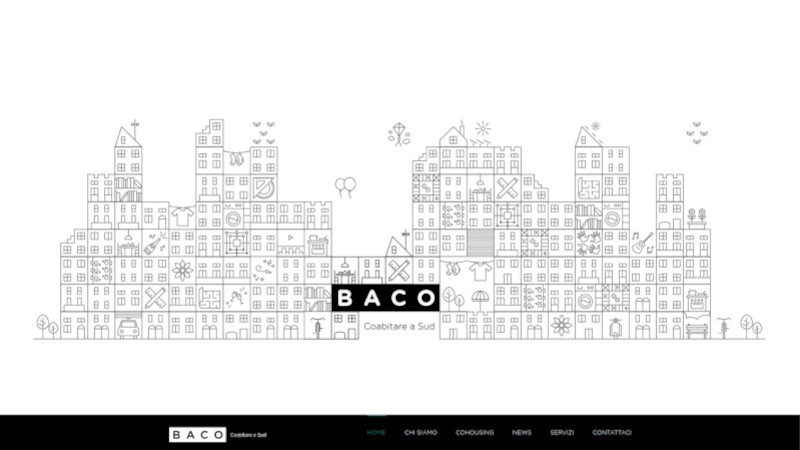 BACO
Coabitare a Sud
BACO Coabitare a Sud
HOME CHI SIAMO COHOUSING NEWS SERVIZI CONTATTACI